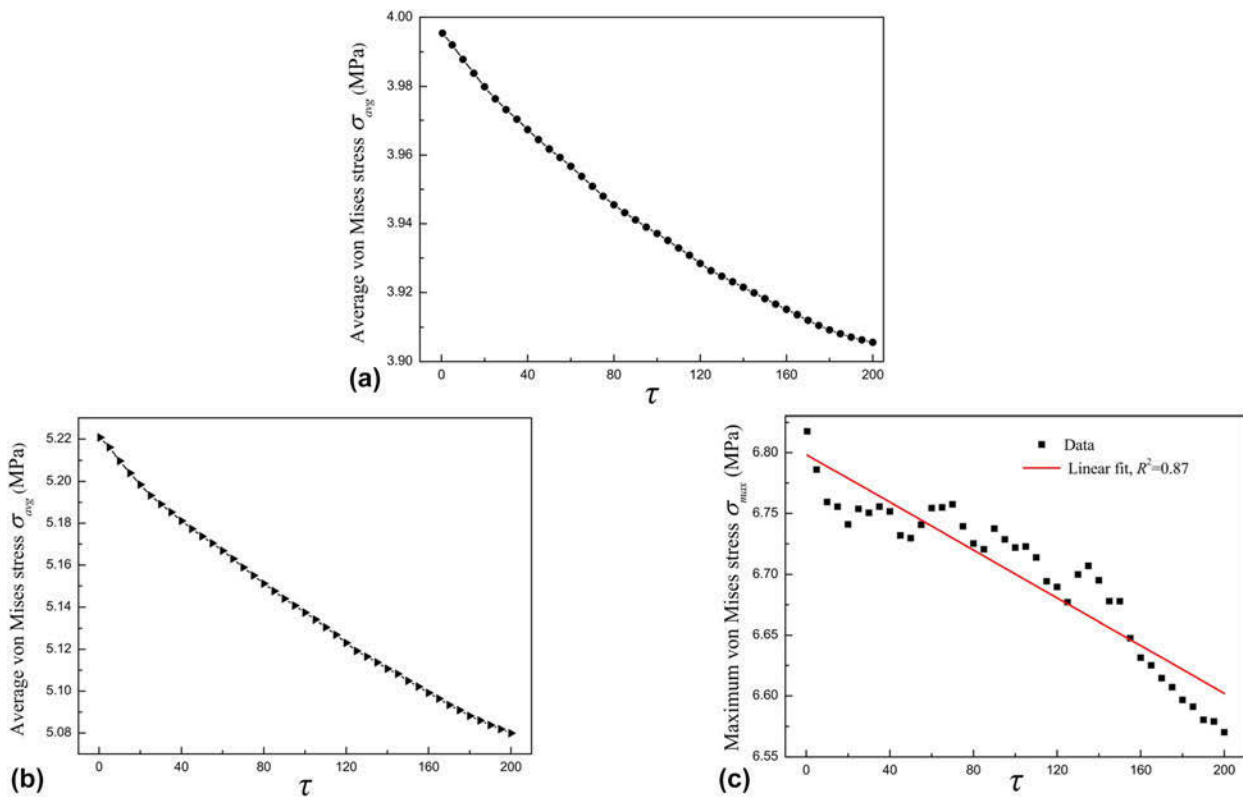 4.00
3.98
3.96
3.94
3.92
3.90
Average von Mises stress σavg (MPa)
0 40 80 120 160 200
τ
(a)
5.22
5.20
5.18
5.16
5.14
5.12
5.10
5.08
Average von Mises stress σavg (MPa)
0 40 80 120 160 200
τ
(b)
6.80
6.75
6.70
6.65
6.60
6.55
Maximum von Mises stress σmax (MPa)
Data
Linear fit, R²=0.87
0 40 80 120 160 200
τ
(c)